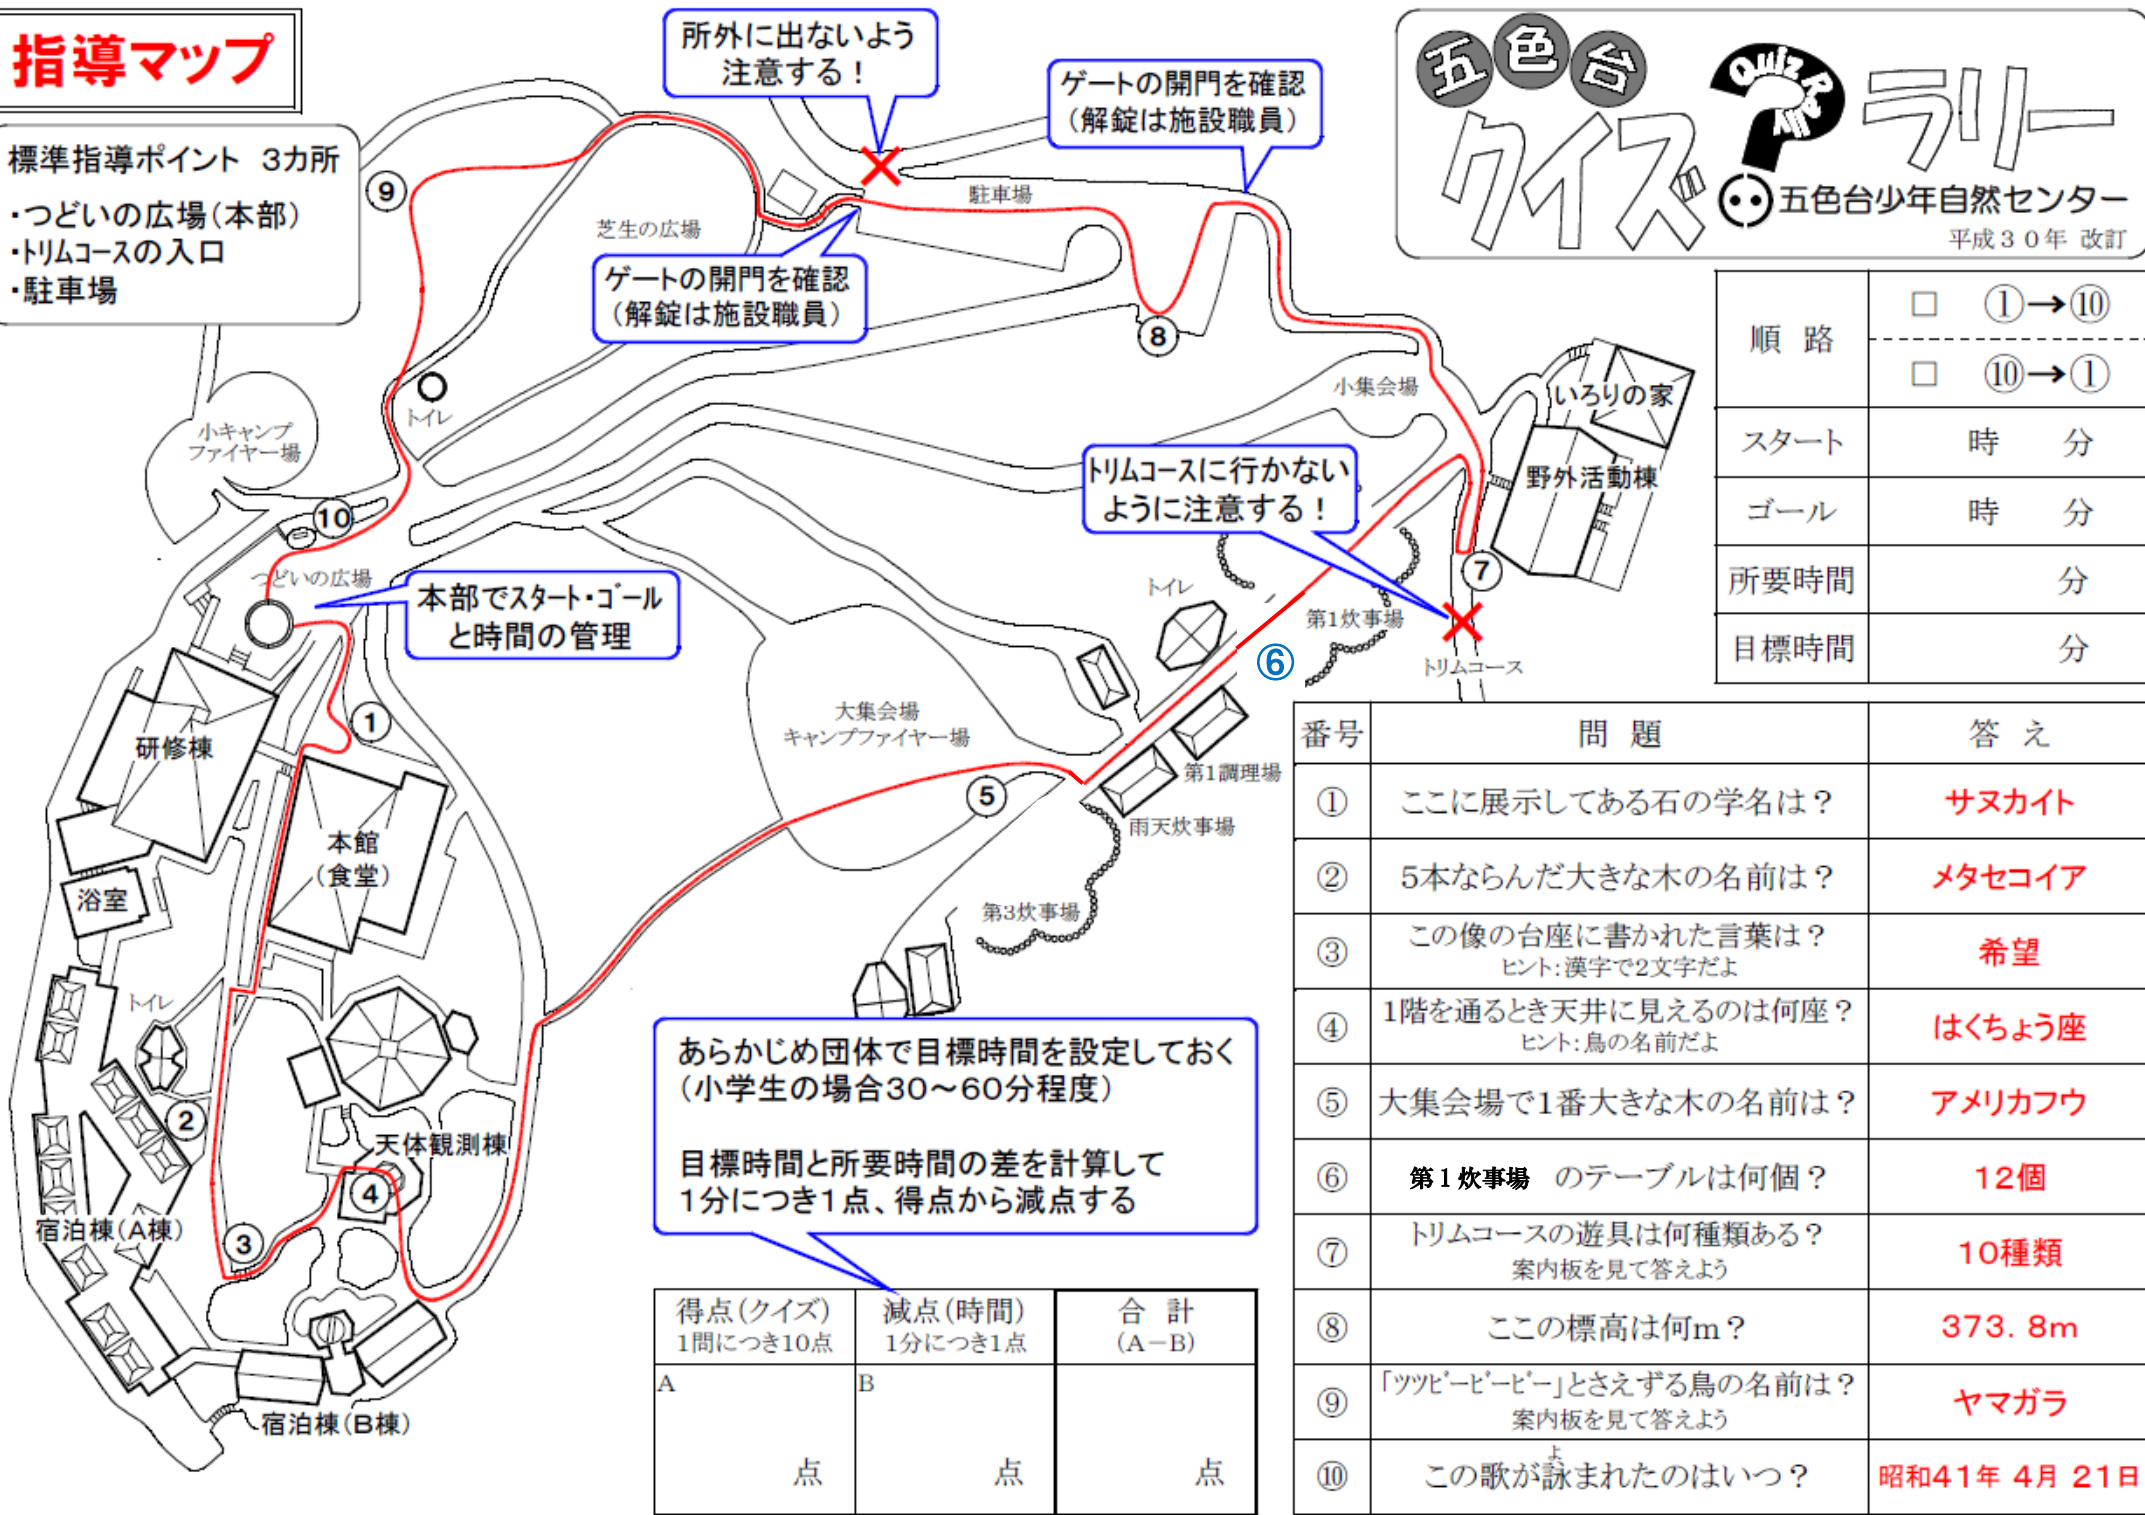 指導マップ
標準指導ポイント 3カ所
・つどいの広場(本部)
・トリムコースの入口
・駐車場
所外に出ないよう
注意する!
ゲートの開門を確認
(解錠は施設職員)
五色台
クイズ
Quiz Rally
?
ラリー
五色台少年自然センター
平成30年 改訂
⑨
芝生の広場
駐車場
ゲートの開門を確認
(解錠は施設職員)
⑧
トイレ
小キャンプ
ファイヤー場
⑩
つどいの広場
本部でスタート・ゴール
と時間の管理
小集会場
いろりの家
野外活動棟
トリムコースに行かない
ように注意する!
⑦
トイレ
第1炊事場
⑥
トリムコース
①
研修棟
大集会場
キャンプファイヤー場
第1調理場
⑤
雨天炊事場
本館
(食堂)
浴室
第3炊事場
トイレ
②
天体観測棟
④
宿泊棟(A棟)
③
宿泊棟(B棟)
あらかじめ団体で目標時間を設定しておく
(小学生の場合30~60分程度)
目標時間と所要時間の差を計算して
1分につき1点、得点から減点する
得点(クイズ) 減点(時間) 合 計
1問につき10点 1分につき1点 (A-B)
A B
点 点 点
順 路 □ ①→⑩
□ ⑩→①
スタート 時 分
ゴール 時 分
所要時間 分
目標時間 分
番号 問 題 答 え
① ここに展示してある石の学名は? サヌカイト
② 5本ならんだ大きな木の名前は? メタセコイア
③ この像の台座に書かれた言葉は? 希望
ヒント:漢字で2文字だよ
④ 1階を通るとき天井に見えるのは何座? はくちょう座
ヒント:鳥の名前だよ
⑤ 大集会場で1番大きな木の名前は? アメリカフウ
⑥ 第1炊事場 のテーブルは何個? 12個
⑦ トリムコースの遊具は何種類ある? 10種類
案内板を見て答えよう
⑧ ここの標高は何m? 373.8m
⑨ 「ツツピーピーピー」とさえずる鳥の名前は? ヤマガラ
案内板を見て答えよう
よ
⑩ この歌が詠まれたのはいつ? 昭和41年 4月 21日